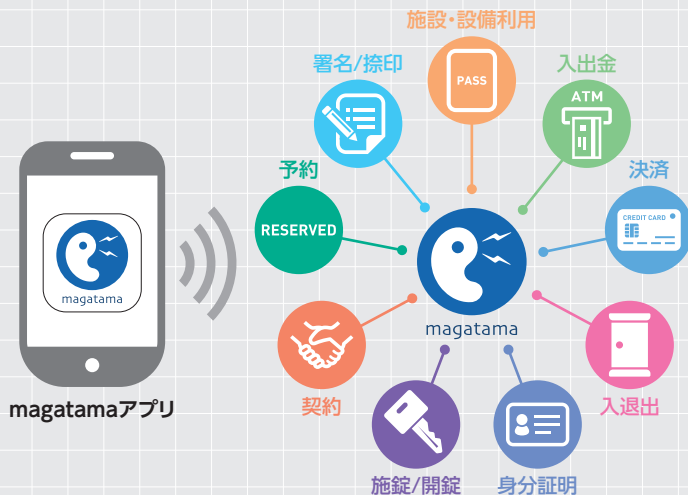 施設・設備利用
署名/捺印
PASS
入出金
ATM
予約
決済
RESERVED
CREDIT CARD
magatama
magatama
magatamaアプリ
契約
入退出
施錠/開錠
身分証明